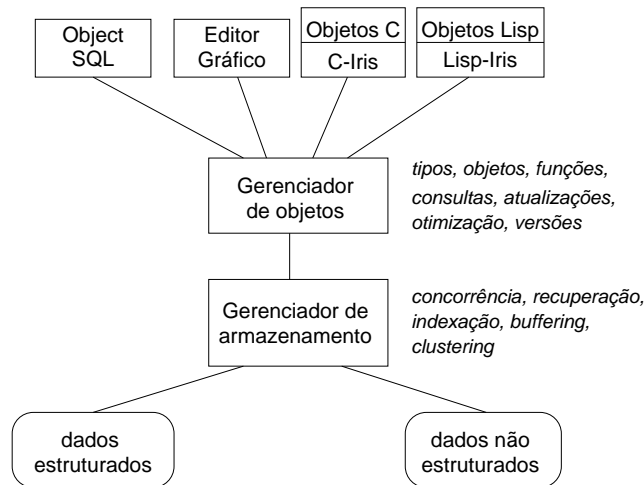 Object
SQL
Editor
Gráfico
Objetos C
C-Iris
Objetos Lisp
Lisp-Iris
Gerenciador
de objetos
tipos, objetos, funções,
consultas, atualizações,
otimização, versões
Gerenciador de
armazenamento
concorrência, recuperação,
indexação, buffering,
clustering
dados
estruturados
dados não
estruturados